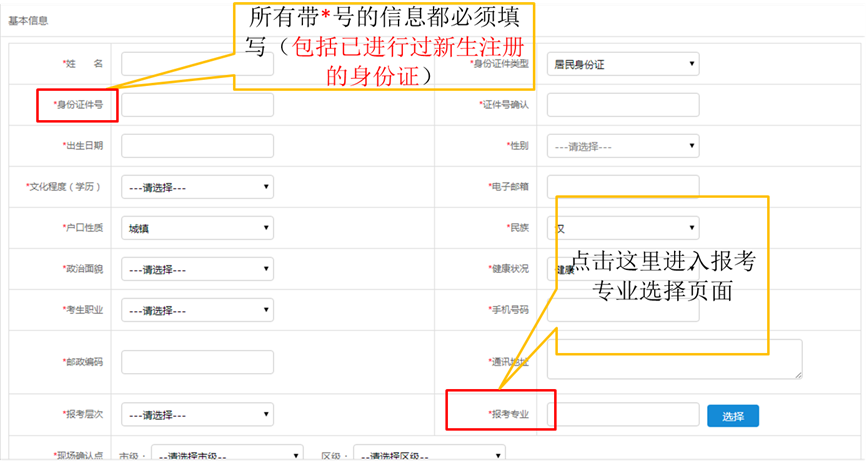 基本信息
所有带*号的信息都必须填
写（包括已进行过新生注册
的身份证）
*姓 名
*身份证件类型 居民身份证
*身份证件号
*证件号确认
*出生日期
*性别 ---请选择---
*文化程度（学历） ---请选择---
*电子邮箱
*户口性质 城镇
*民族 汉
*政治面貌 ---请选择---
*健康状况 健康
点击这里进入报考
专业选择页面
*考生职业 ---请选择---
*手机号码
*邮政编码
*通讯地址
*报考层次 ---请选择---
*报考专业 选择
*现场确认点 市级： --请选择市级-- 区级： --请选择区级--